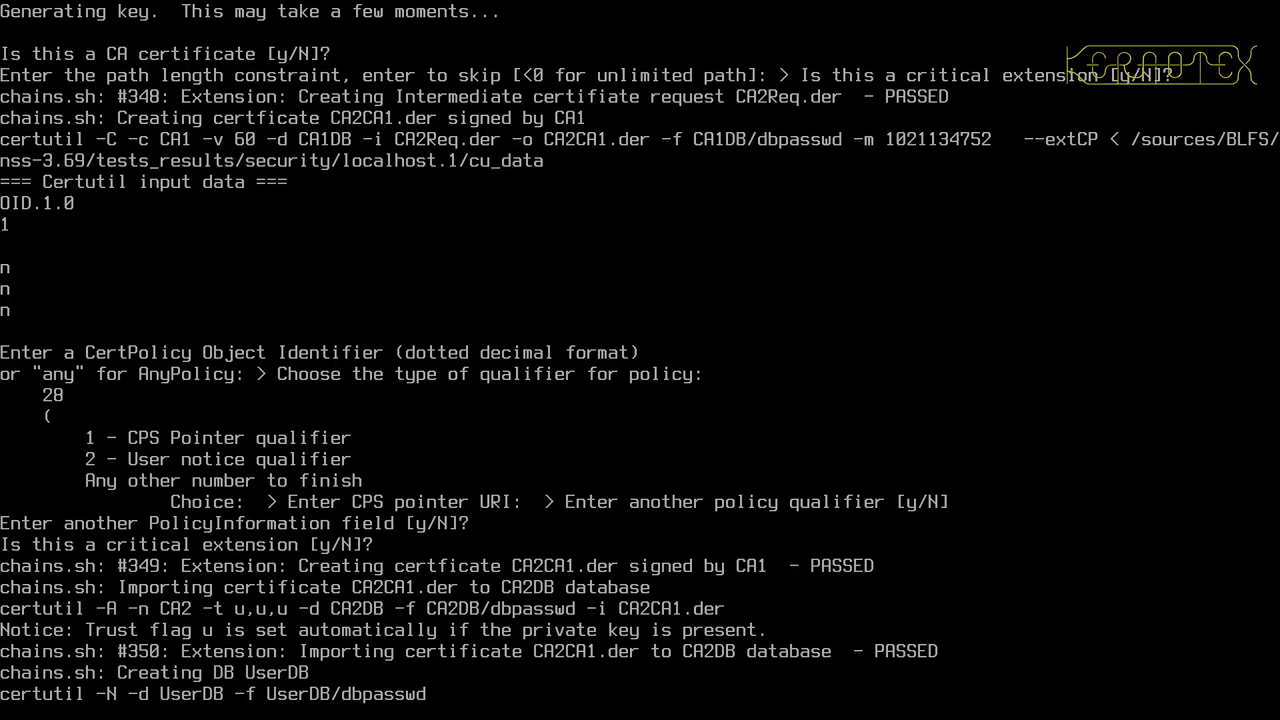 Generating key.  This may take a few moments...
Is this a CA certificate [y/N]?
Enter the path length constraint, enter to skip [<0 for unlimited path]: > Is this a critical extension [y/N]?
chains.sh: #348: Extension: Creating Intermediate certifiate request CA2Req.der  - PASSED
chains.sh: Creating certficate CA2CA1.der signed by CA1
certutil -C -c CA1 -v 60 -d CA1DB -i CA2Req.der -o CA2CA1.der -f CA1DB/dbpasswd -m 1021134752   --extCP < /sources/BLFS/
nss-3.69/tests_results/security/localhost.1/cu_data
=== Certutil input data ===
OID.1.0
1
n
n
n
Enter a CertPolicy Object Identifier (dotted decimal format)
or "any" for AnyPolicy: > Choose the type of qualifier for policy:
28
(
1 - CPS Pointer qualifier
2 - User notice qualifier
Any other number to finish
Choice:  > Enter CPS pointer URI:  > Enter another policy qualifier [y/N]
Enter another PolicyInformation field [y/N]?
Is this a critical extension [y/N]?
chains.sh: #349: Extension: Creating certficate CA2CA1.der signed by CA1  - PASSED
chains.sh: Importing certificate CA2CA1.der to CA2DB database
certutil -A -n CA2 -t u,u,u -d CA2DB -f CA2DB/dbpasswd -i CA2CA1.der
Notice: Trust flag u is set automatically if the private key is present.
chains.sh: #350: Extension: Importing certificate CA2CA1.der to CA2DB database  - PASSED
chains.sh: Creating DB UserDB
certutil -N -d UserDB -f UserDB/dbpasswd